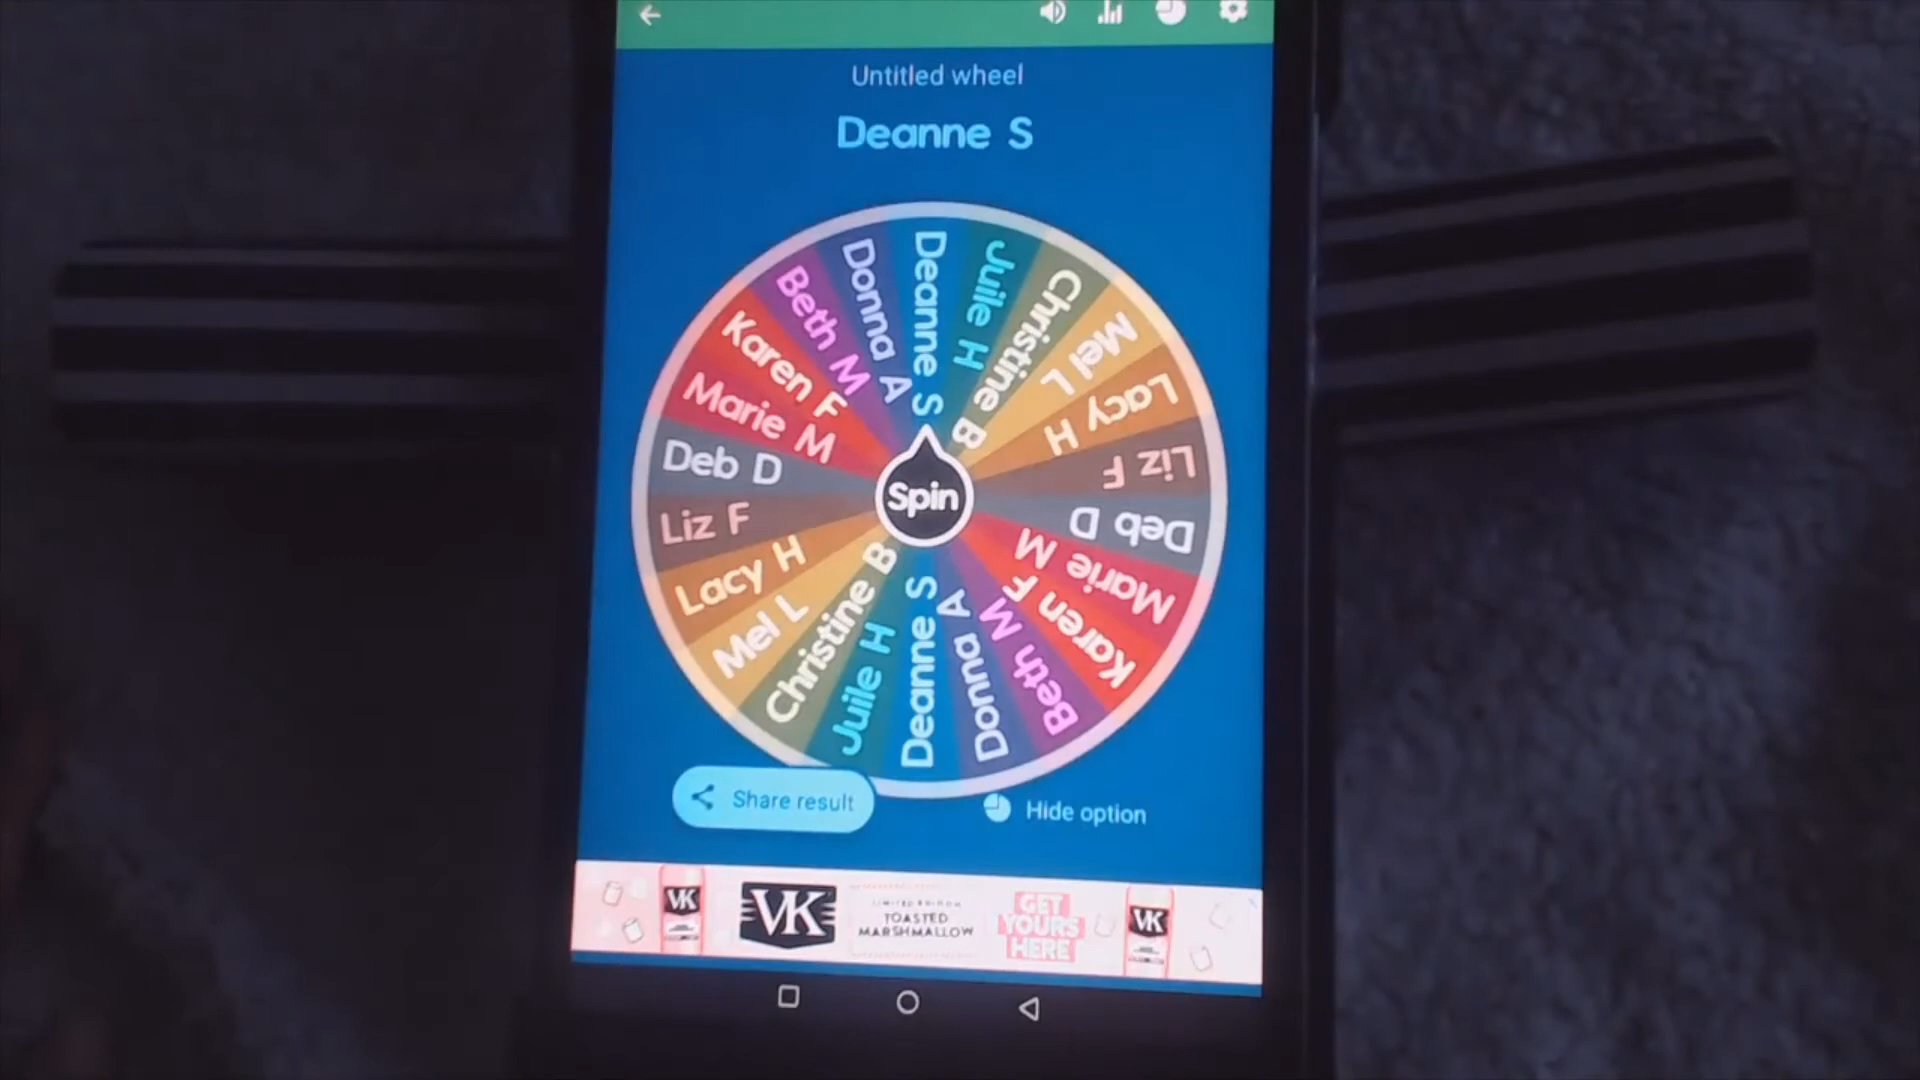 Untitled wheel
Deanne S
Deanne S
Juile H
Christine B
Mel L
Lacy H
Liz F
Deb D
Marie M
Karen F
Beth M
Donna A
Deanne S
Juile H
Christine B
Mel L
Lacy H
Liz F
Deb D
Marie M
Karen F
Beth M
Donna A
Spin
Share result
Hide option
VK
VK
LIMITED EDITION
TOASTED
MARSHMALLOW
GET
YOURS
HERE
VK